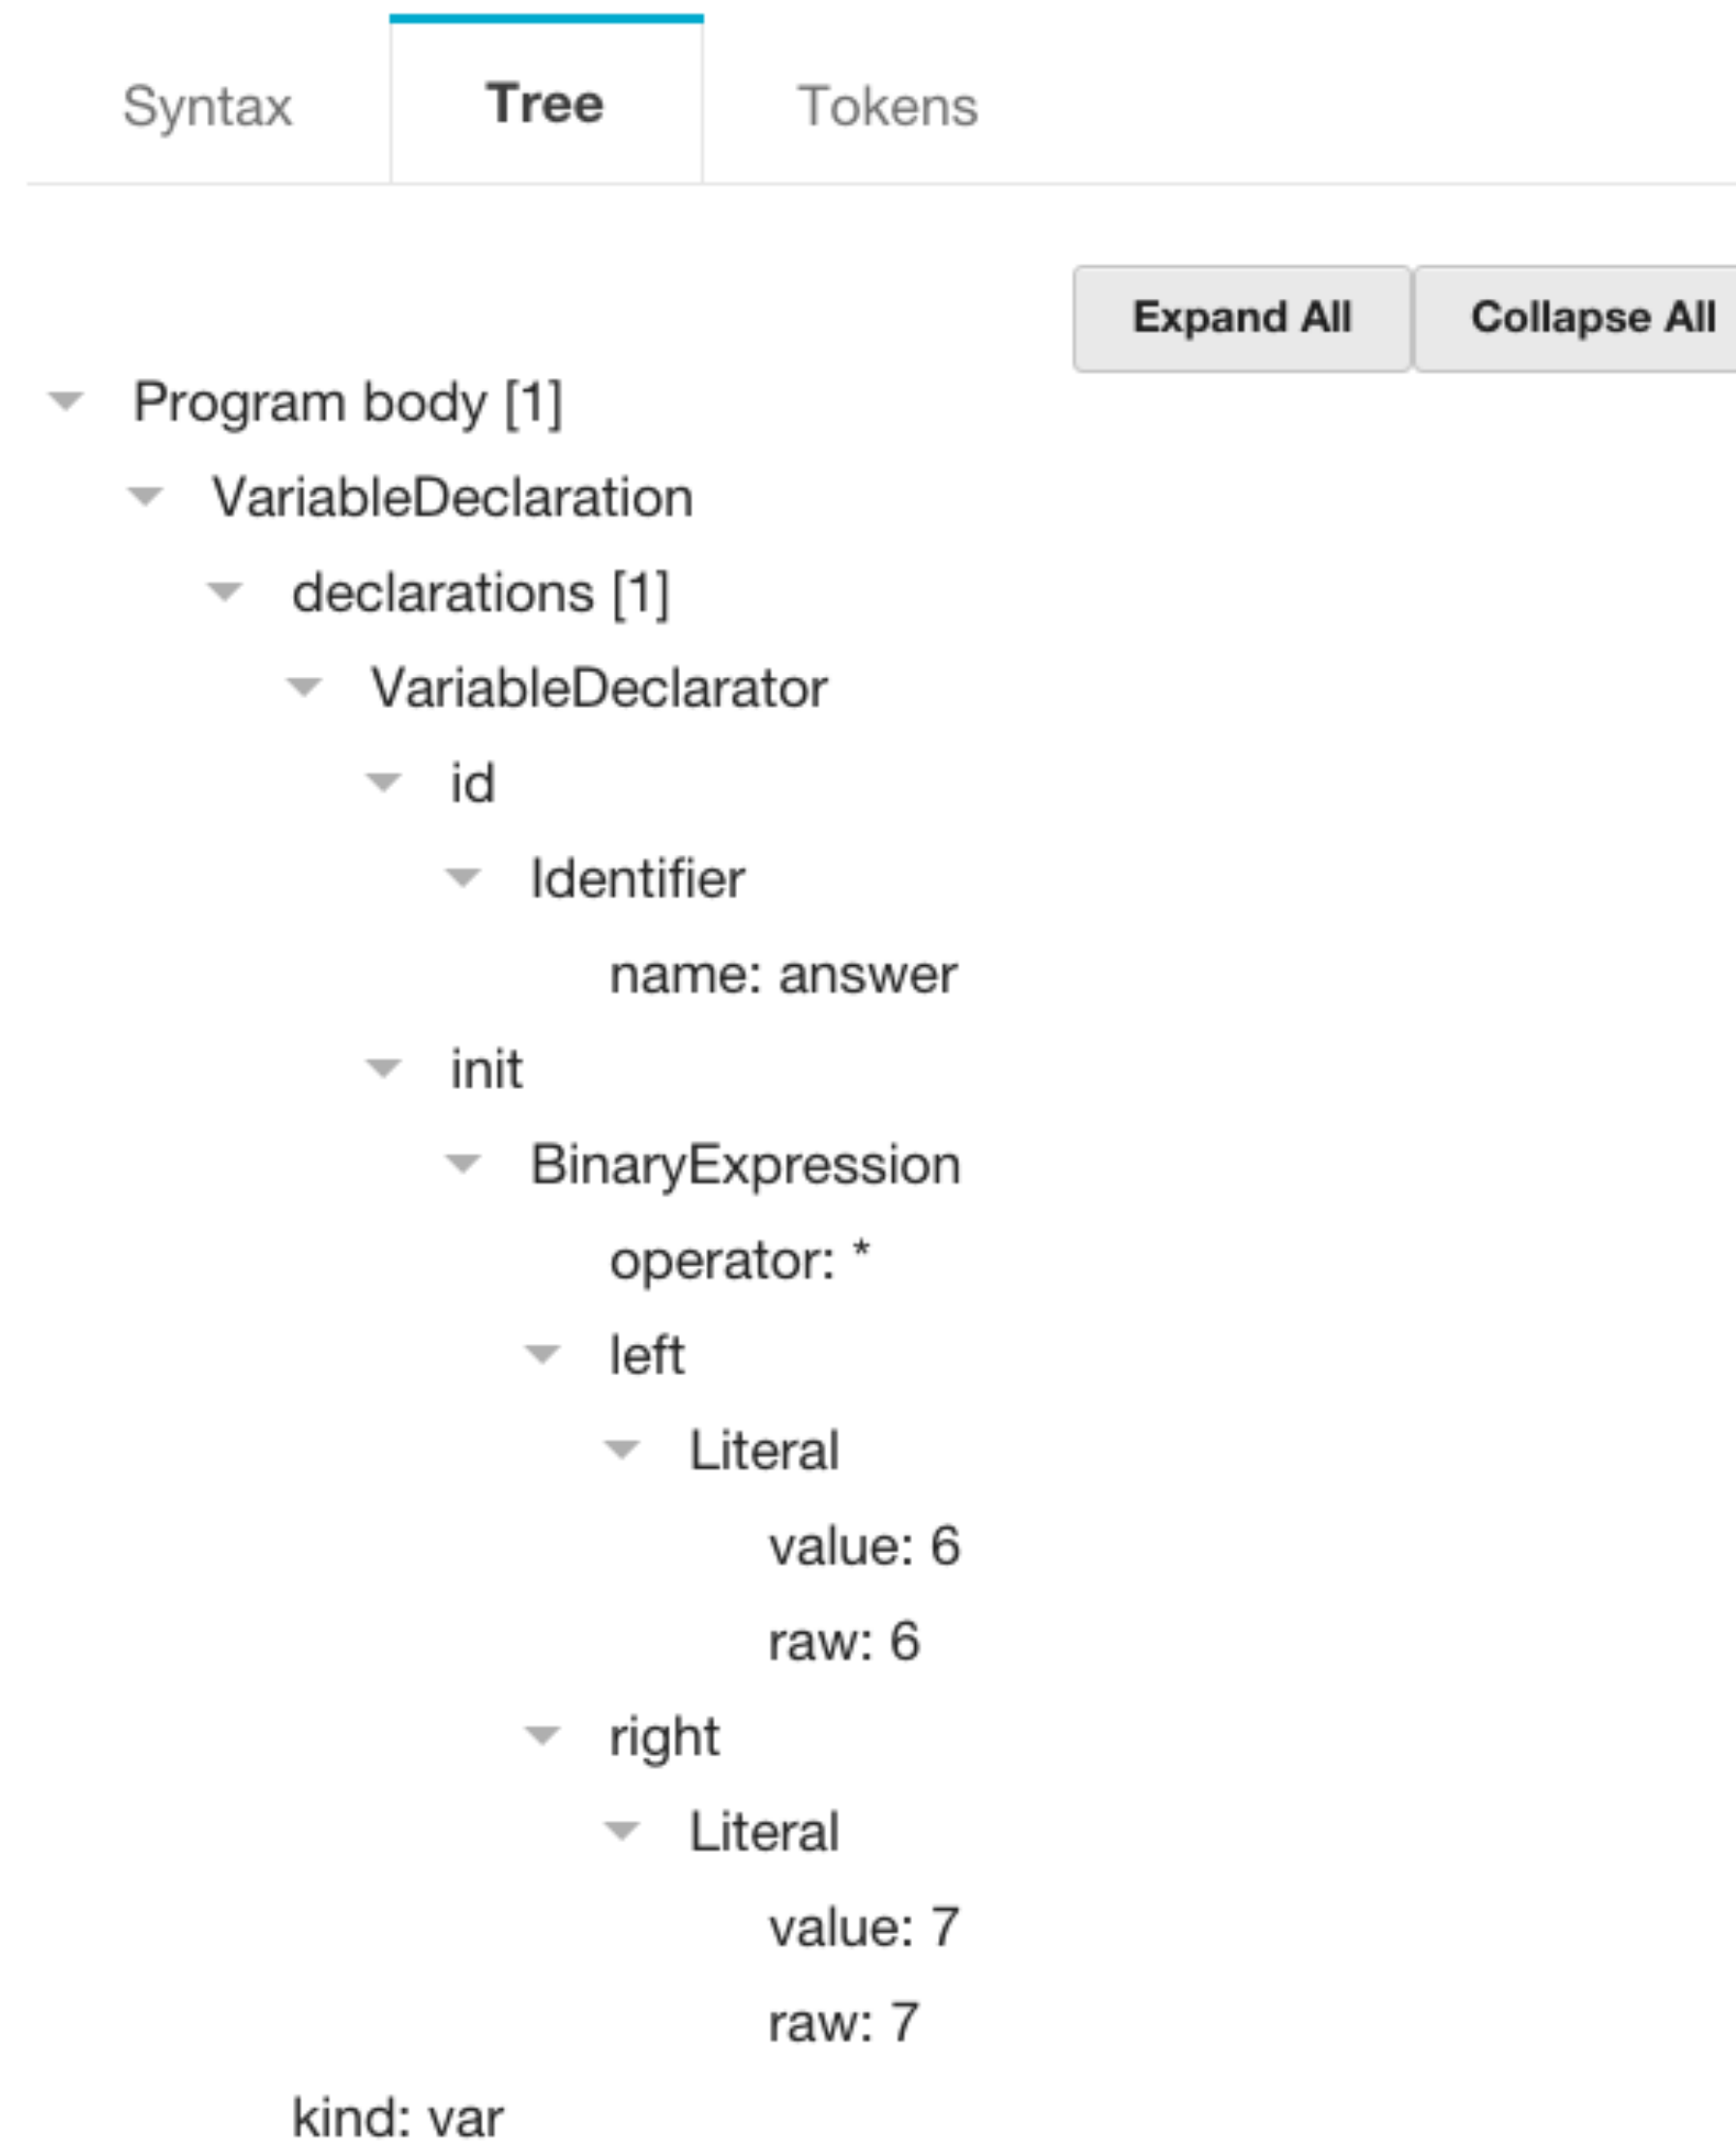 Syntax Tree Tokens
Expand All Collapse All
Program body [1]
VariableDeclaration
declarations [1]
VariableDeclarator
id
Identifier
name: answer
init
BinaryExpression
operator: *
left
Literal
value: 6
raw: 6
right
Literal
value: 7
raw: 7
kind: var